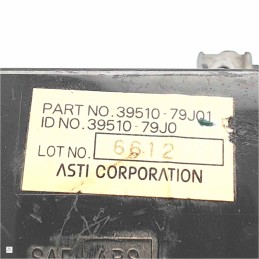 PART NO. 39510-79J01
ID NO. 39510-79J0
LOT NO. 6612
ASTI CORPORATION